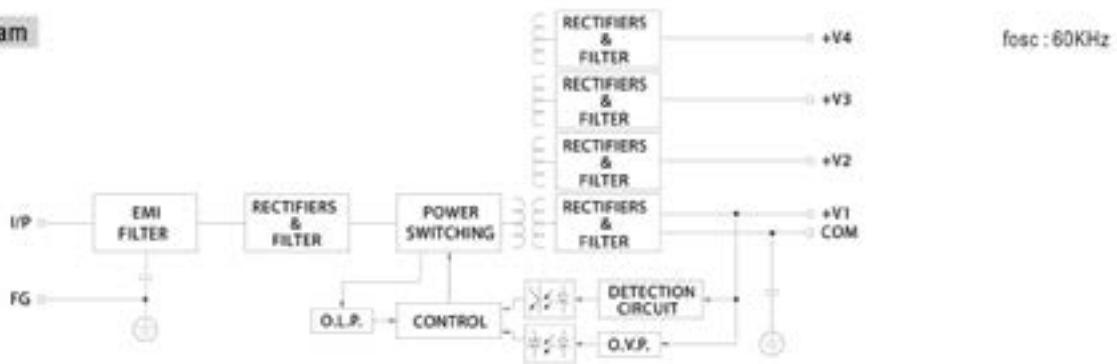 am
fosc : 60KHz
RECTIFIERS
&
FILTER
+V4
RECTIFIERS
&
FILTER
+V3
RECTIFIERS
&
FILTER
+V2
I/P
EMI
FILTER
RECTIFIERS
&
FILTER
POWER
SWITCHING
RECTIFIERS
&
FILTER
+V1
COM
FG
O.L.P.
CONTROL
DETECTION
CIRCUIT
O.V.P.